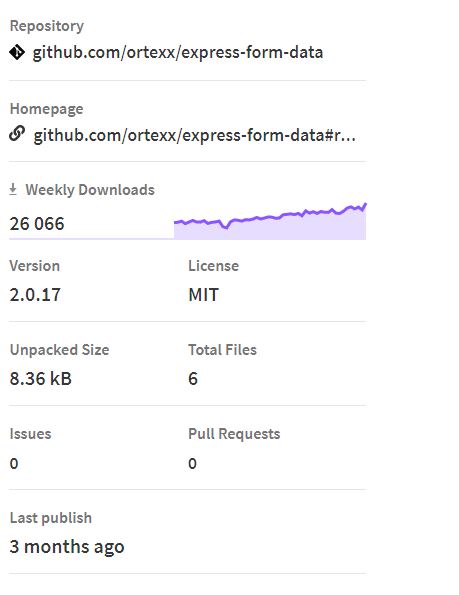 Repository
github.com/ortexx/express-form-data
Homepage
github.com/ortexx/express-form-data#r...
Weekly Downloads
26 066
Version
License
2.0.17
MIT
Unpacked Size
Total Files
8.36 kB
6
Issues
Pull Requests
0
0
Last publish
3 months ago